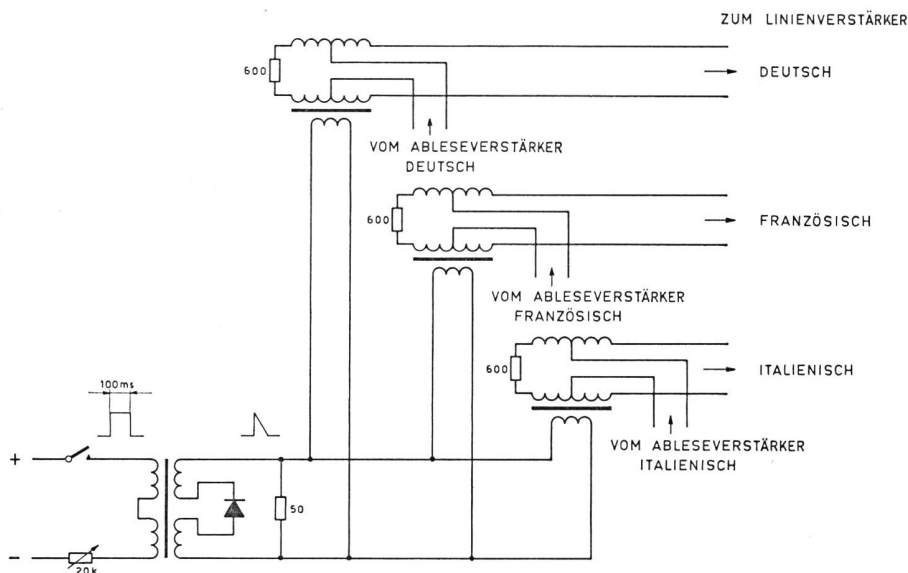 ZUM LINIENVERSTÄRKER
600
DEUTSCH
VOM ABLESEVERSTÄRKER
DEUTSCH
600
FRANZÖSISCH
VOM ABLESEVERSTÄRKER
FRANZÖSISCH
600
ITALIENISCH
100ms
VOM ABLESEVERSTÄRKER
ITALIENISCH
+
50
−
20k